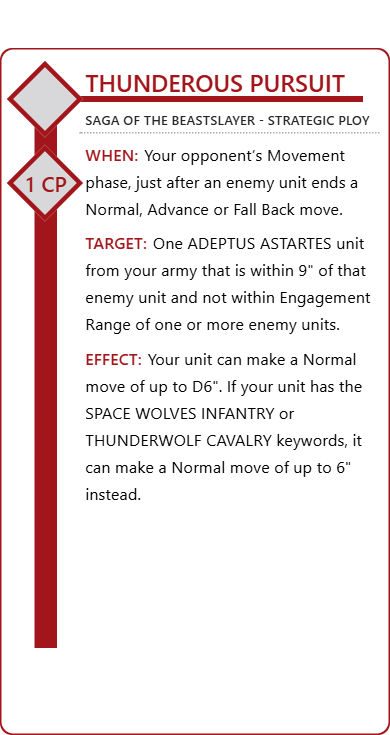 THUNDEROUS PURSUIT
SAGA OF THE BEASTSLAYER - STRATEGIC PLOY
1 CP
WHEN: Your opponent's Movement
phase, just after an enemy unit ends a
Normal, Advance or Fall Back move.
TARGET: One ADEPTUS ASTARTES unit
from your army that is within 9" of that
enemy unit and not within Engagement
Range of one or more enemy units.
EFFECT: Your unit can make a Normal
move of up to D6". If your unit has the
SPACE WOLVES INFANTRY or
THUNDERWOLF CAVALRY keywords, it
can make a Normal move of up to 6"
instead.